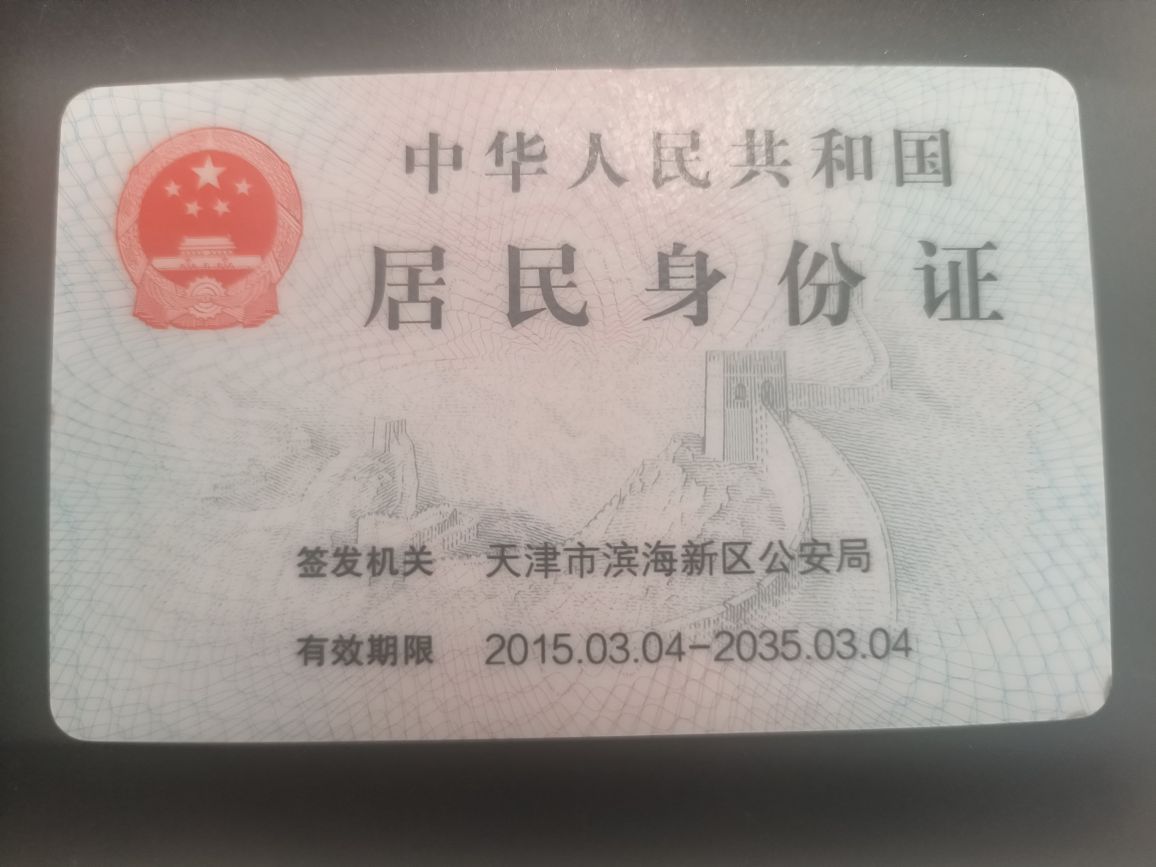 中华人民共和国
居民身份证
签发机关 天津市滨海新区公安局
有效期限 2015.03.04-2035.03.04